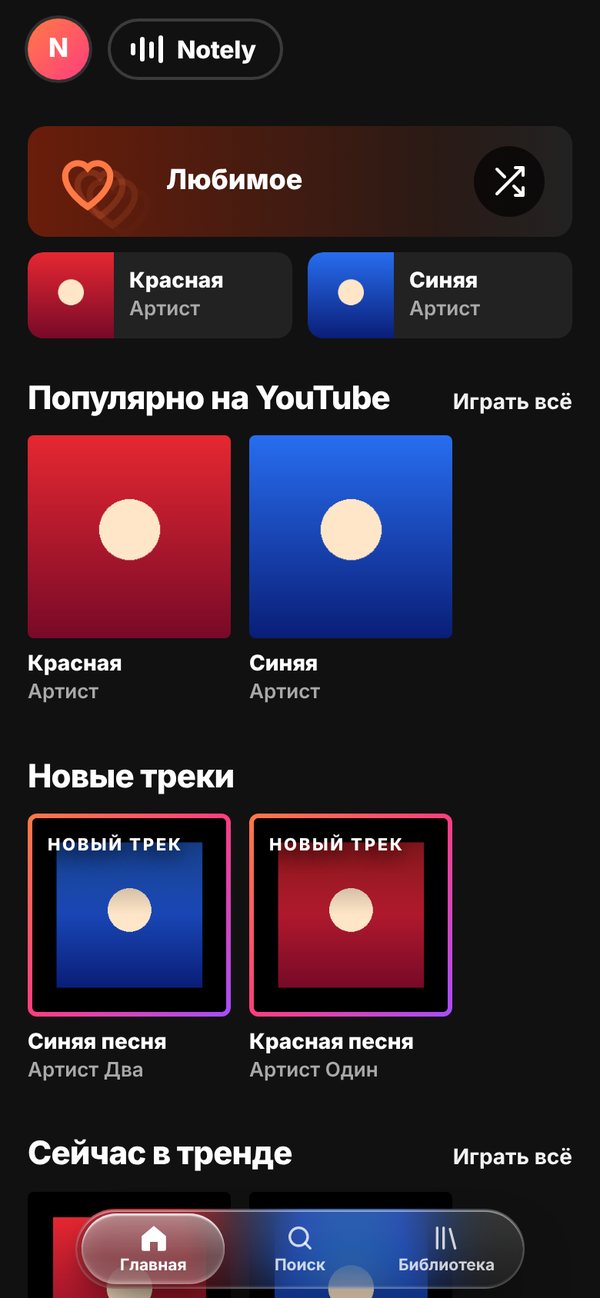 N
Notely
Любимое
Красная
Артист
Синяя
Артист
Популярно на YouTube
Играть всё
Красная
Артист
Синяя
Артист
Новые треки
НОВЫЙ ТРЕК
НОВЫЙ ТРЕК
Синяя песня
Артист Два
Красная песня
Артист Один
Сейчас в тренде
Играть всё
Главная
Поиск
Библиотека